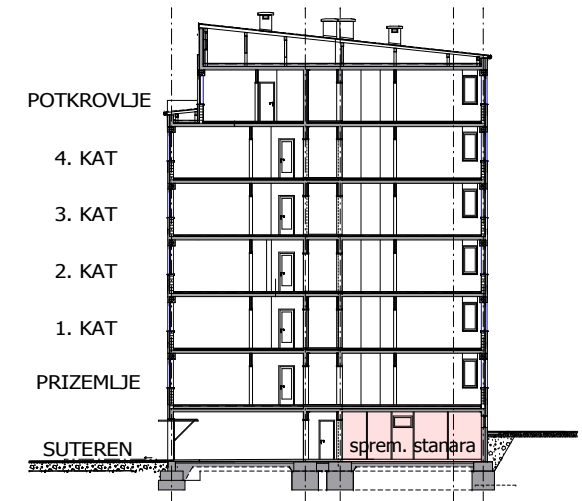 POTKROVLJE
4. KAT
3. KAT
2. KAT
1. KAT
PRIZEMLJE
SUTEREN
sprem. stanara